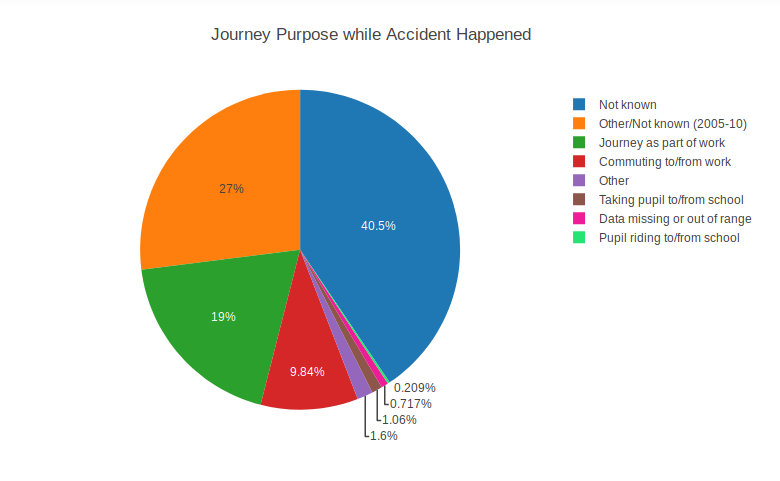 Journey Purpose while Accident Happened
Not known
Other/Not known (2005-10)
Journey as part of work
Commuting to/from work
Other
Taking pupil to/from school
Data missing or out of range
Pupil riding to/from school
27%
40.5%
19%
9.84%
0.209%
0.717%
1.06%
1.6%